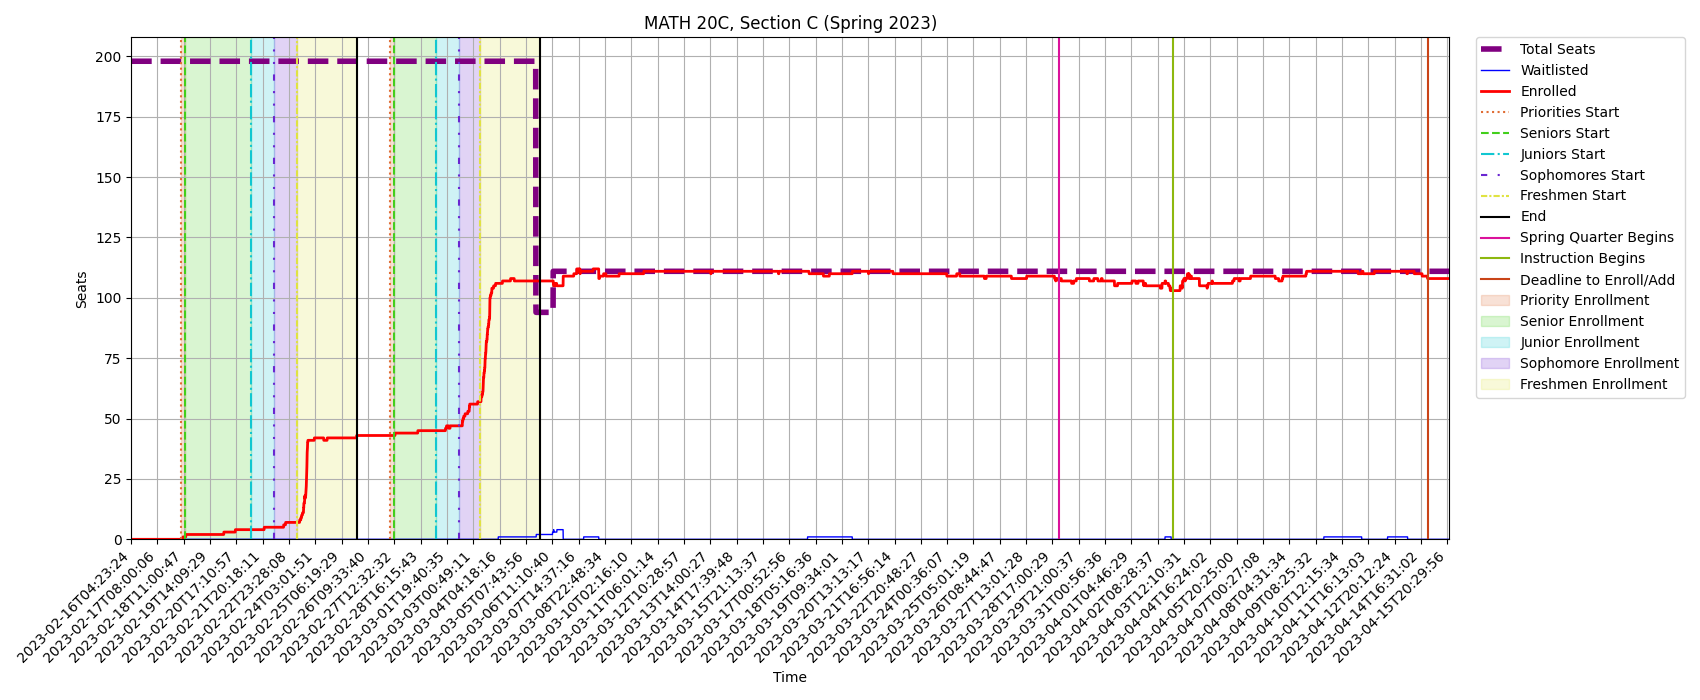 MATH 20C, Section C (Spring 2023)
200
175
150
125
100
75
50
25
0
Seats
2023-02-16T04:23:24
2023-02-17T08:00:06
2023-02-18T11:00:47
2023-02-19T14:09:29
2023-02-20T17:10:57
2023-02-21T20:18:11
2023-02-22T23:28:08
2023-02-24T03:01:51
2023-02-25T06:19:29
2023-02-26T09:33:40
2023-02-27T12:32:32
2023-02-28T16:15:43
2023-03-01T19:40:35
2023-03-03T00:49:11
2023-03-04T04:18:16
2023-03-05T07:43:56
2023-03-06T11:10:40
2023-03-07T14:37:16
2023-03-08T22:48:34
2023-03-10T02:16:10
2023-03-11T06:01:14
2023-03-12T10:28:57
2023-03-13T14:00:27
2023-03-14T17:39:48
2023-03-15T21:13:37
2023-03-17T00:52:56
2023-03-18T05:16:36
2023-03-19T09:34:01
2023-03-20T13:13:17
2023-03-21T16:56:14
2023-03-22T20:48:27
2023-03-24T00:36:07
2023-03-25T05:01:19
2023-03-26T08:44:47
2023-03-27T13:01:28
2023-03-28T17:00:29
2023-03-29T21:00:37
2023-03-31T00:56:36
2023-04-01T04:46:29
2023-04-02T08:28:37
2023-04-03T12:10:31
2023-04-04T16:24:02
2023-04-05T20:25:00
2023-04-07T00:27:08
2023-04-08T04:31:34
2023-04-09T08:25:32
2023-04-10T12:15:34
2023-04-11T16:13:03
2023-04-12T20:12:24
2023-04-14T16:31:02
2023-04-15T20:29:56
Time
Total Seats
Waitlisted
Enrolled
Priorities Start
Seniors Start
Juniors Start
Sophomores Start
Freshmen Start
End
Spring Quarter Begins
Instruction Begins
Deadline to Enroll/Add
Priority Enrollment
Senior Enrollment
Junior Enrollment
Sophomore Enrollment
Freshmen Enrollment